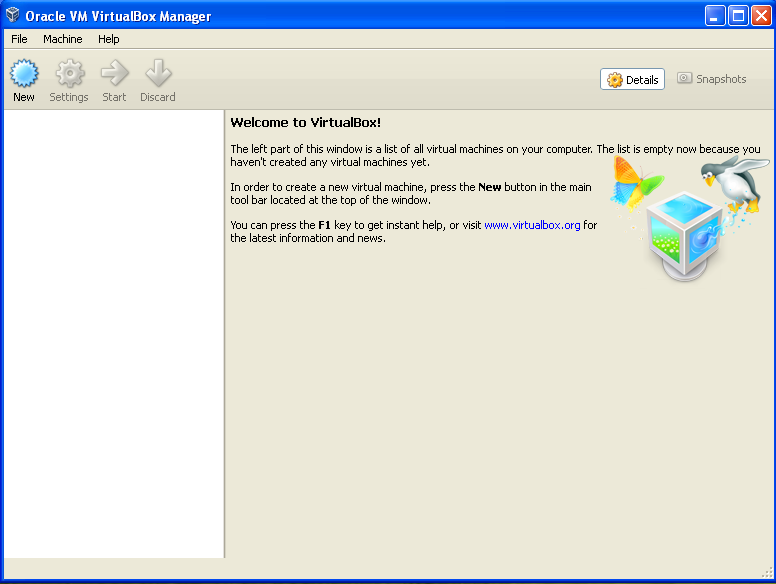 Oracle VM VirtualBox Manager
File Machine Help
New Settings Start Discard
Details Snapshots
Welcome to VirtualBox!
The left part of this window is a list of all virtual machines on your computer. The list is empty now because you
haven't created any virtual machines yet.
In order to create a new virtual machine, press the New button in the main
tool bar located at the top of the window.
You can press the F1 key to get instant help, or visit www.virtualbox.org for
the latest information and news.